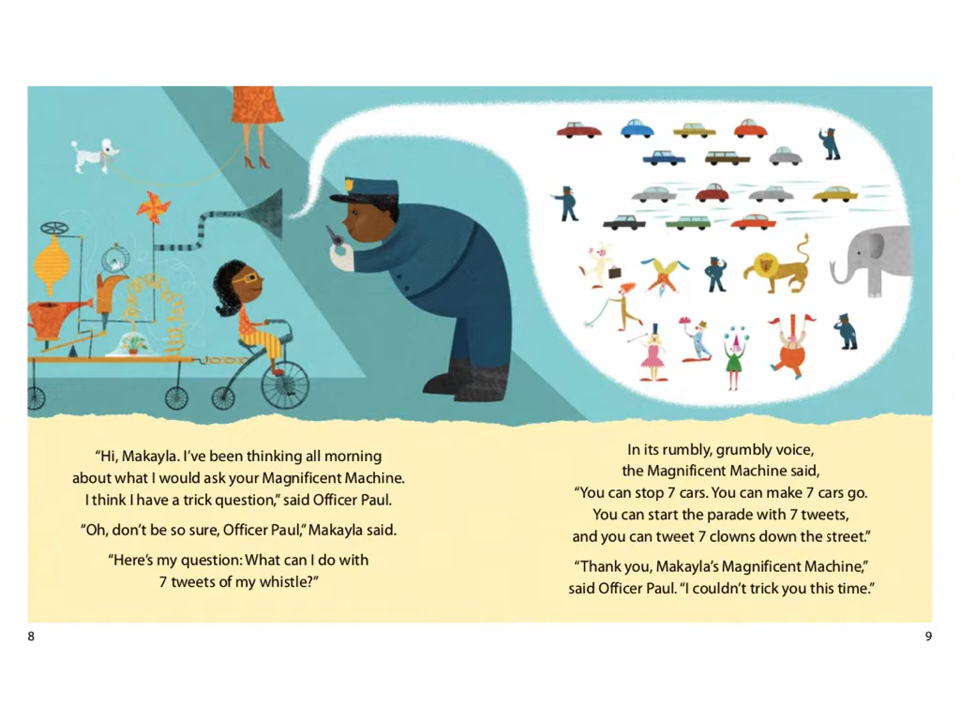 "Hi, Makayla. I've been thinking all morning
about what I would ask your Magnificent Machine.
I think I have a trick question," said Officer Paul.
"Oh, don't be so sure, Officer Paul," Makayla said.
"Here's my question: What can I do with
7 tweets of my whistle?"
8
In its rumbly, grumbly voice,
the Magnificent Machine said,
"You can stop 7 cars. You can make 7 cars go.
You can start the parade with 7 tweets,
and you can tweet 7 clowns down the street."
"Thank you, Makayla's Magnificent Machine,"
said Officer Paul. "I couldn't trick you this time."
9